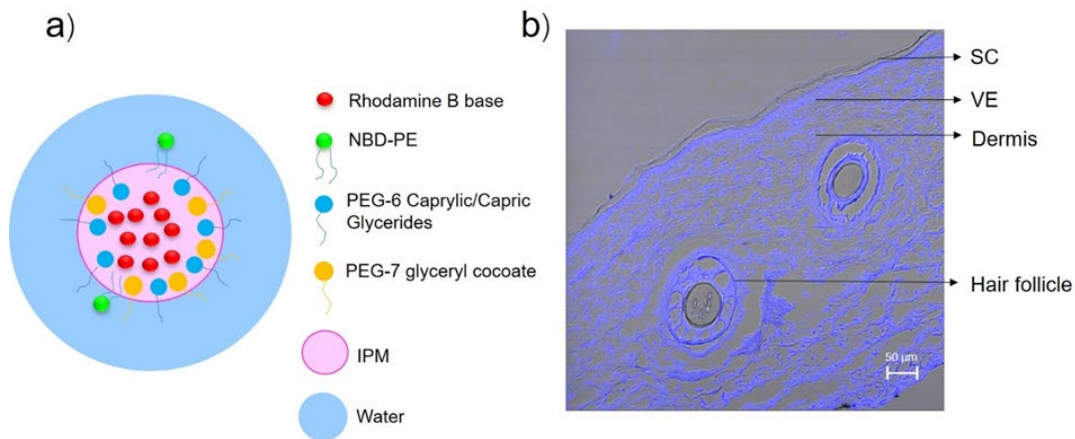 a)
Rhodamine B base
NBD-PE
PEG-6 Caprylic/Capric
Glycerides
PEG-7 glyceryl cocoate
IPM
Water
b)
SC
VE
Dermis
Hair follicle
50 µm